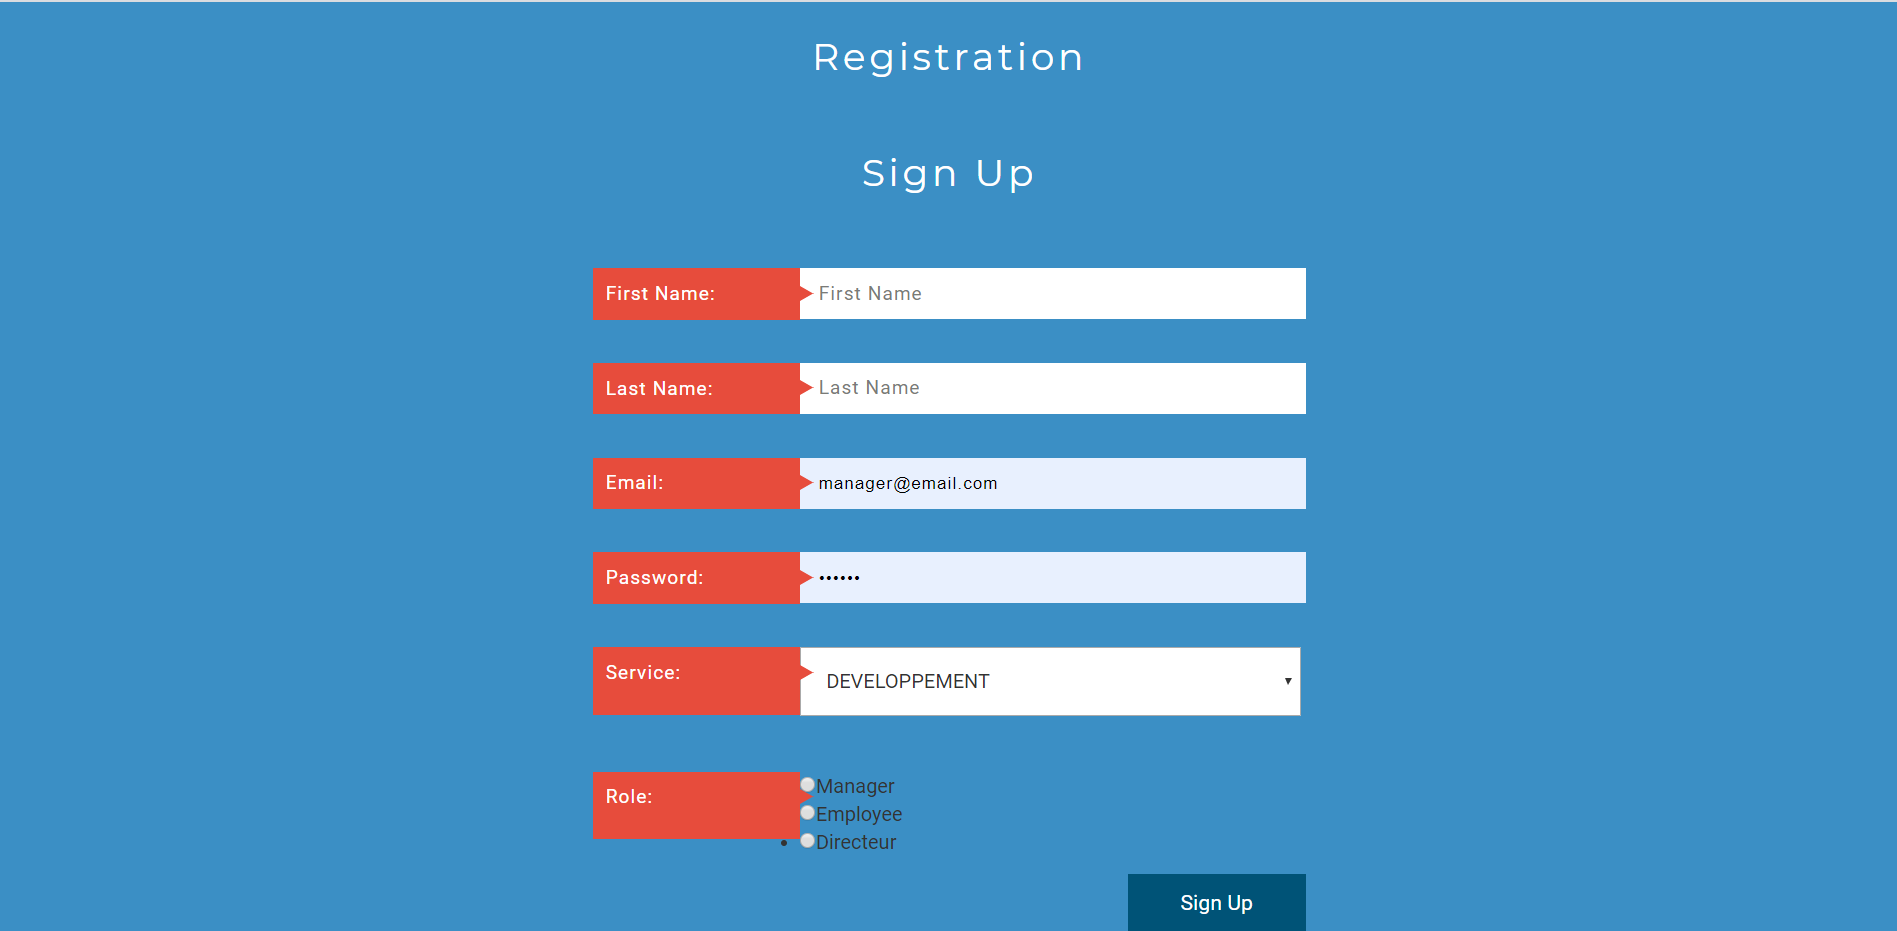 Registration
Sign Up
First Name: First Name
Last Name: Last Name
Email: manager@email.com
Password: ••••••
Service: DEVELOPPEMENT
Role: Manager
Employee
Directeur
Sign Up